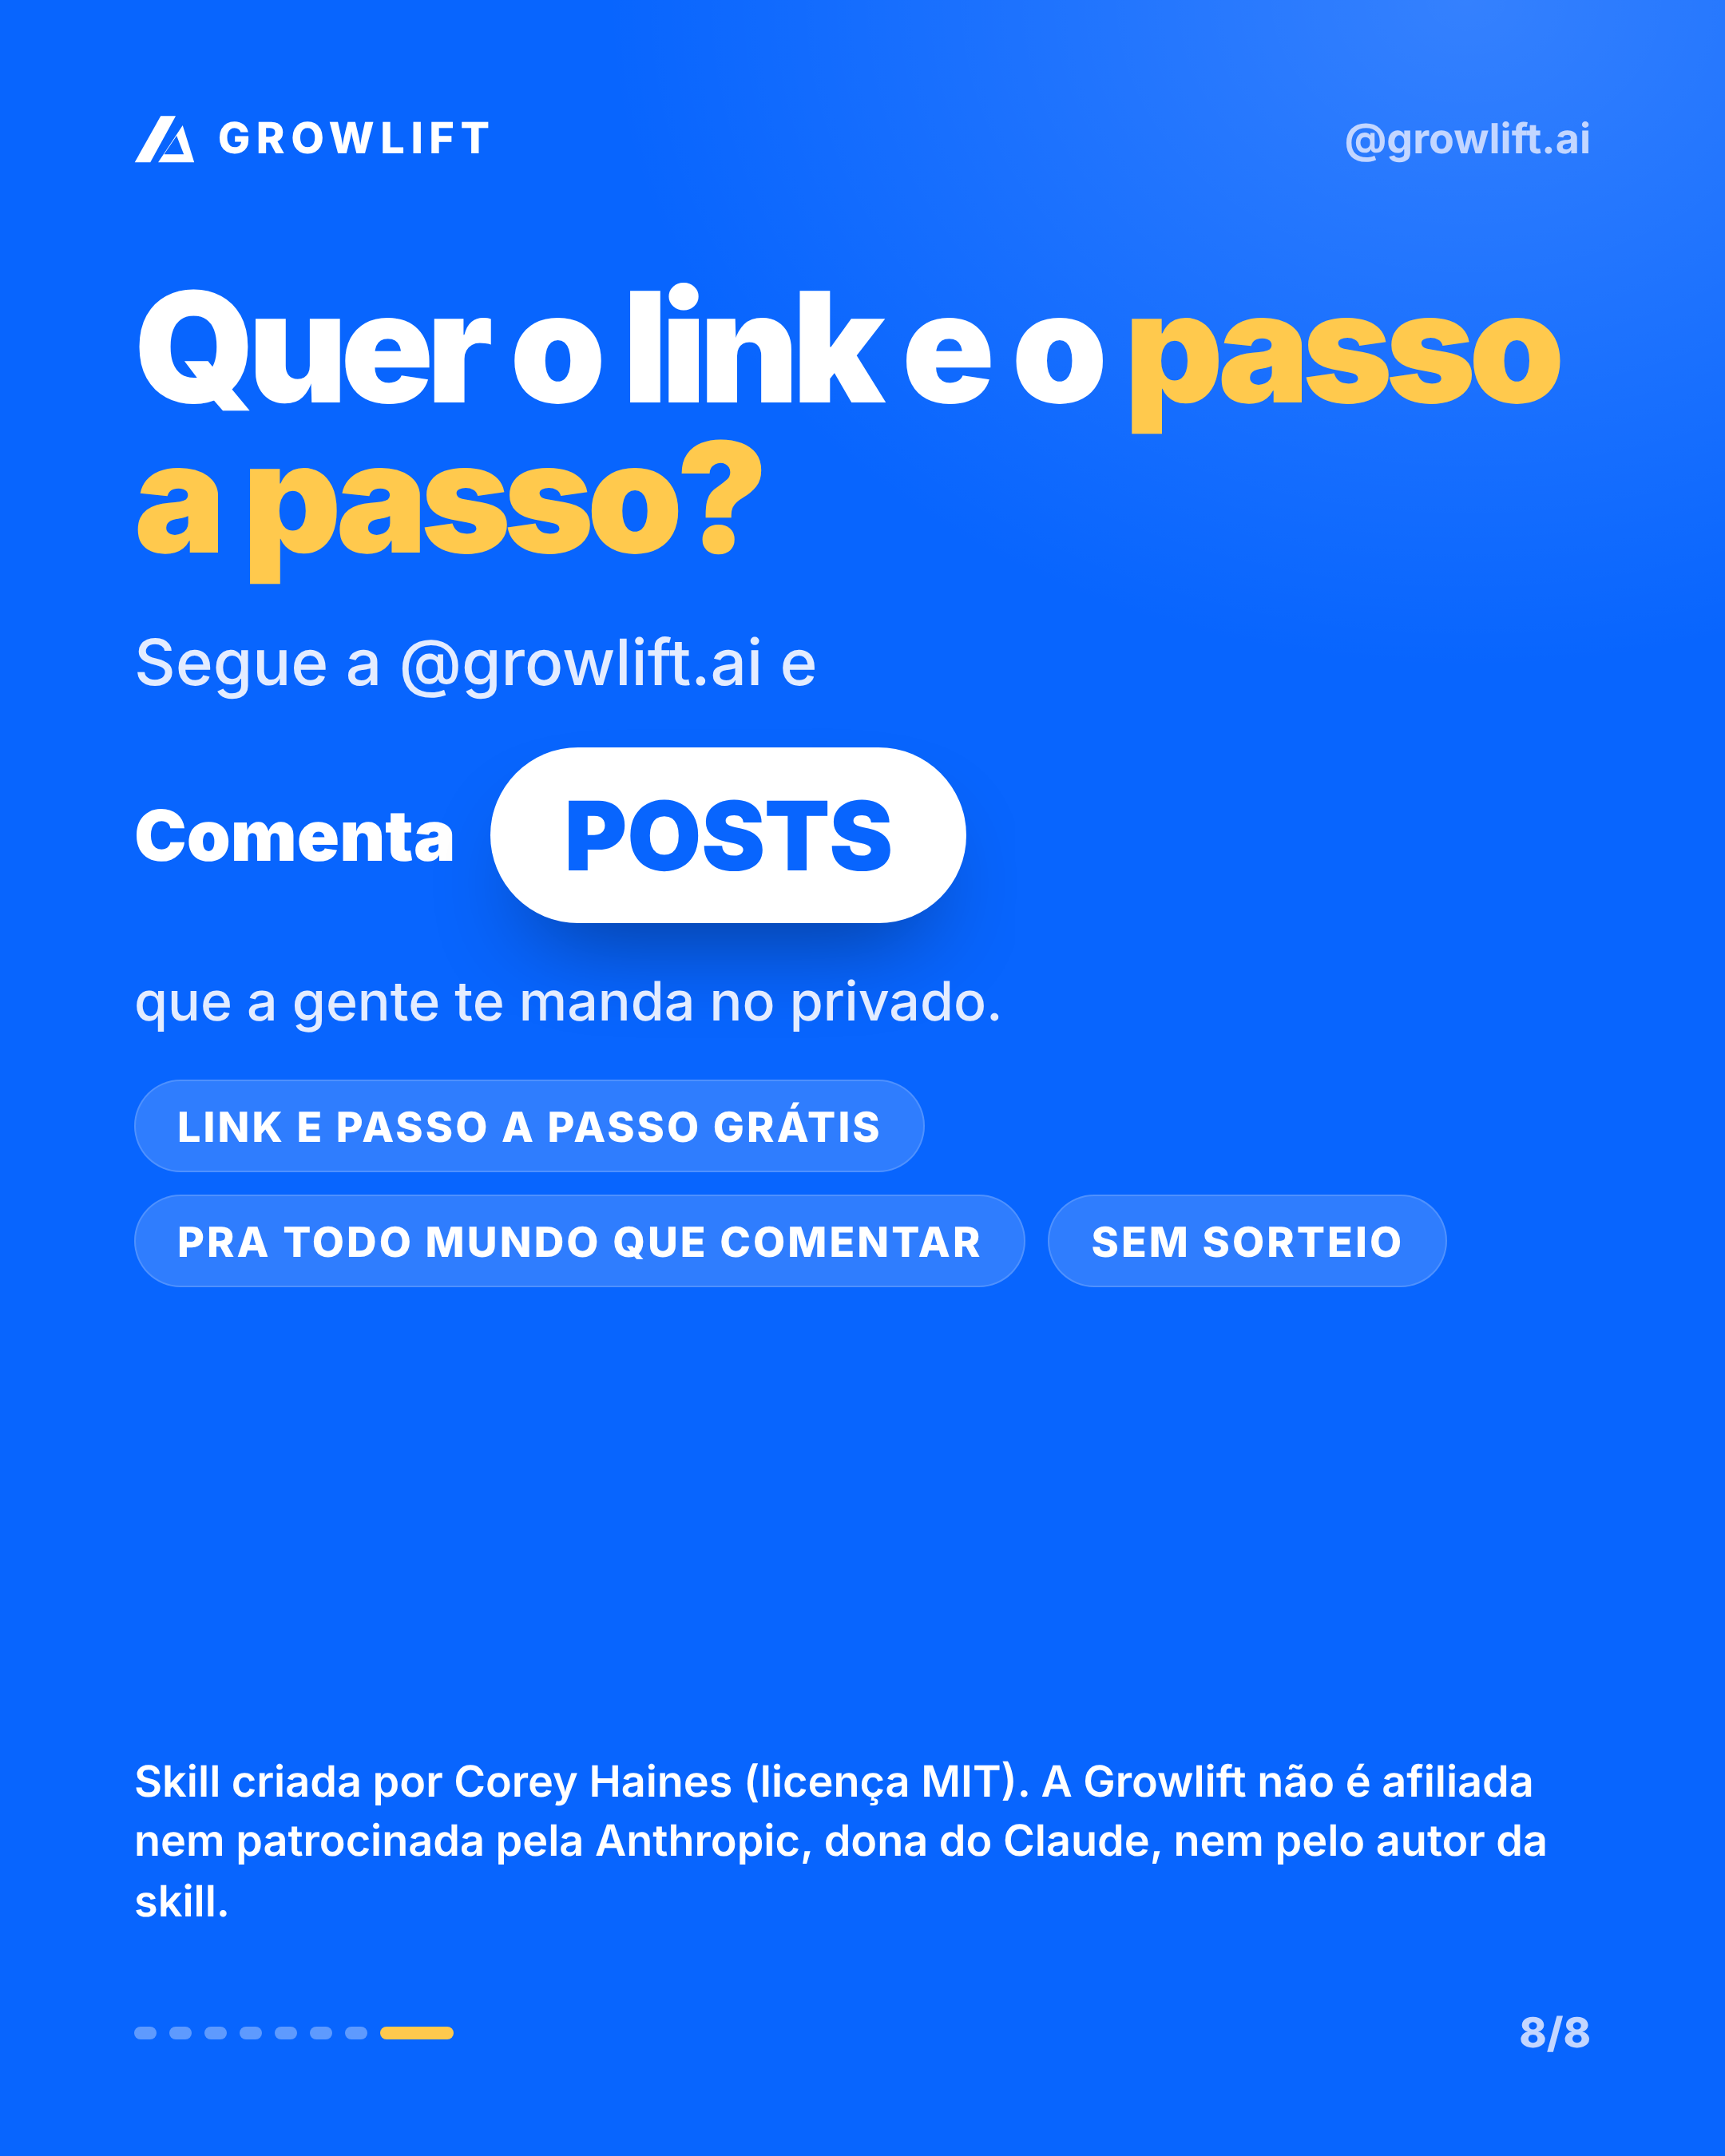 GROWLIFT
@growlift.ai
Quer o link e o passo
a passo?
Segue a @growlift.ai e
Comenta POSTS
que a gente te manda no privado.
LINK E PASSO A PASSO GRÁTIS
PRA TODO MUNDO QUE COMENTAR
SEM SORTEIO
Skill criada por Corey Haines (licença MIT). A Growlift não é afiliada
nem patrocinada pela Anthropic, dona do Claude, nem pelo autor da
skill.
8/8